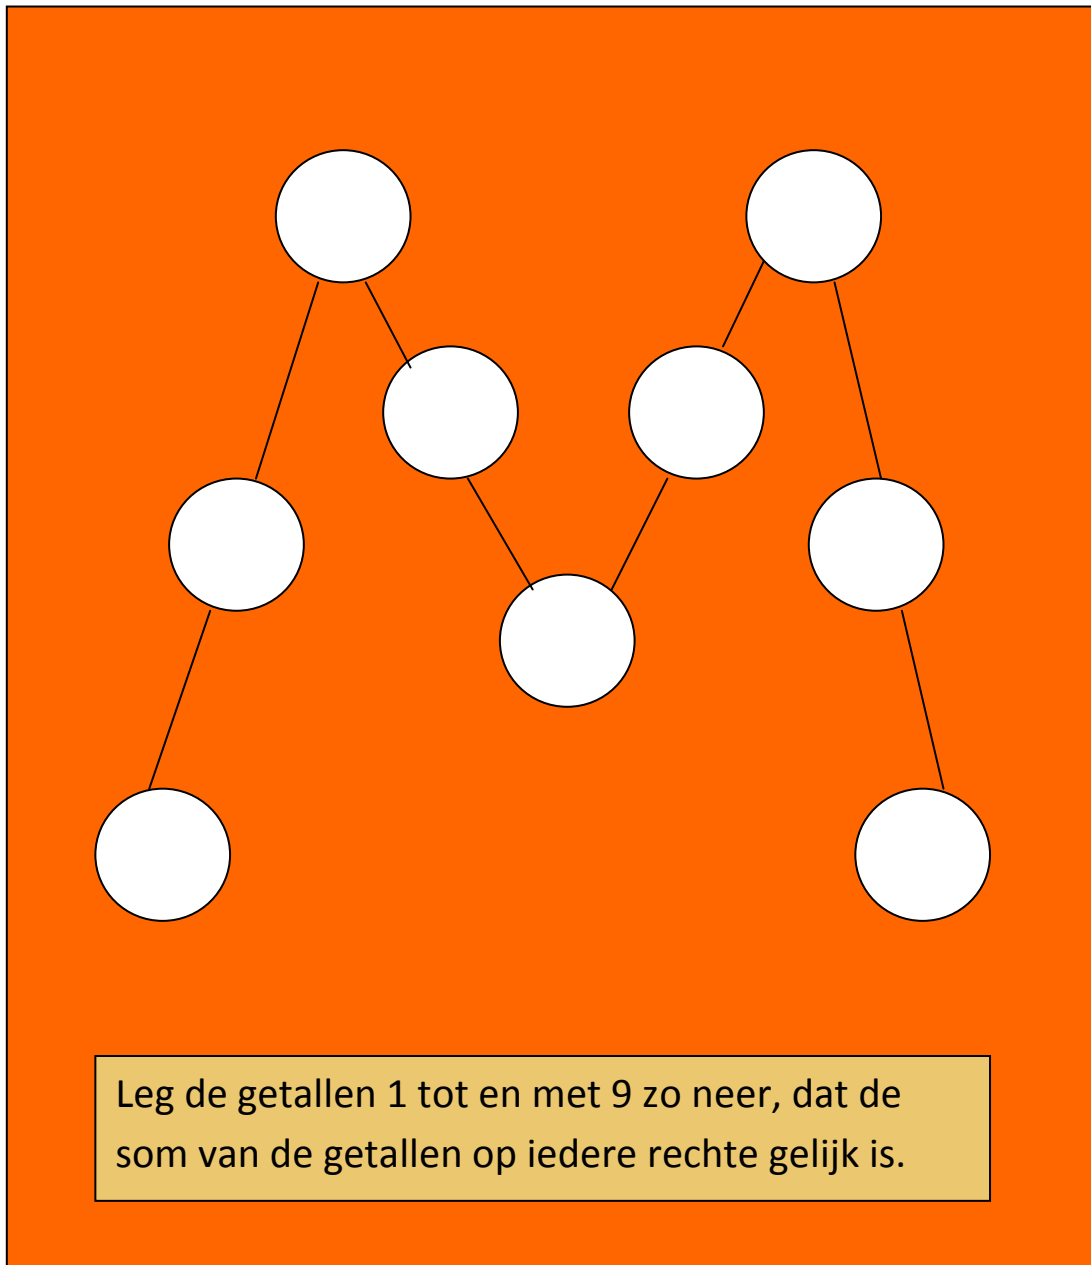 Leg de getallen 1 tot en met 9 zo neer, dat de
som van de getallen op iedere rechte gelijk is.